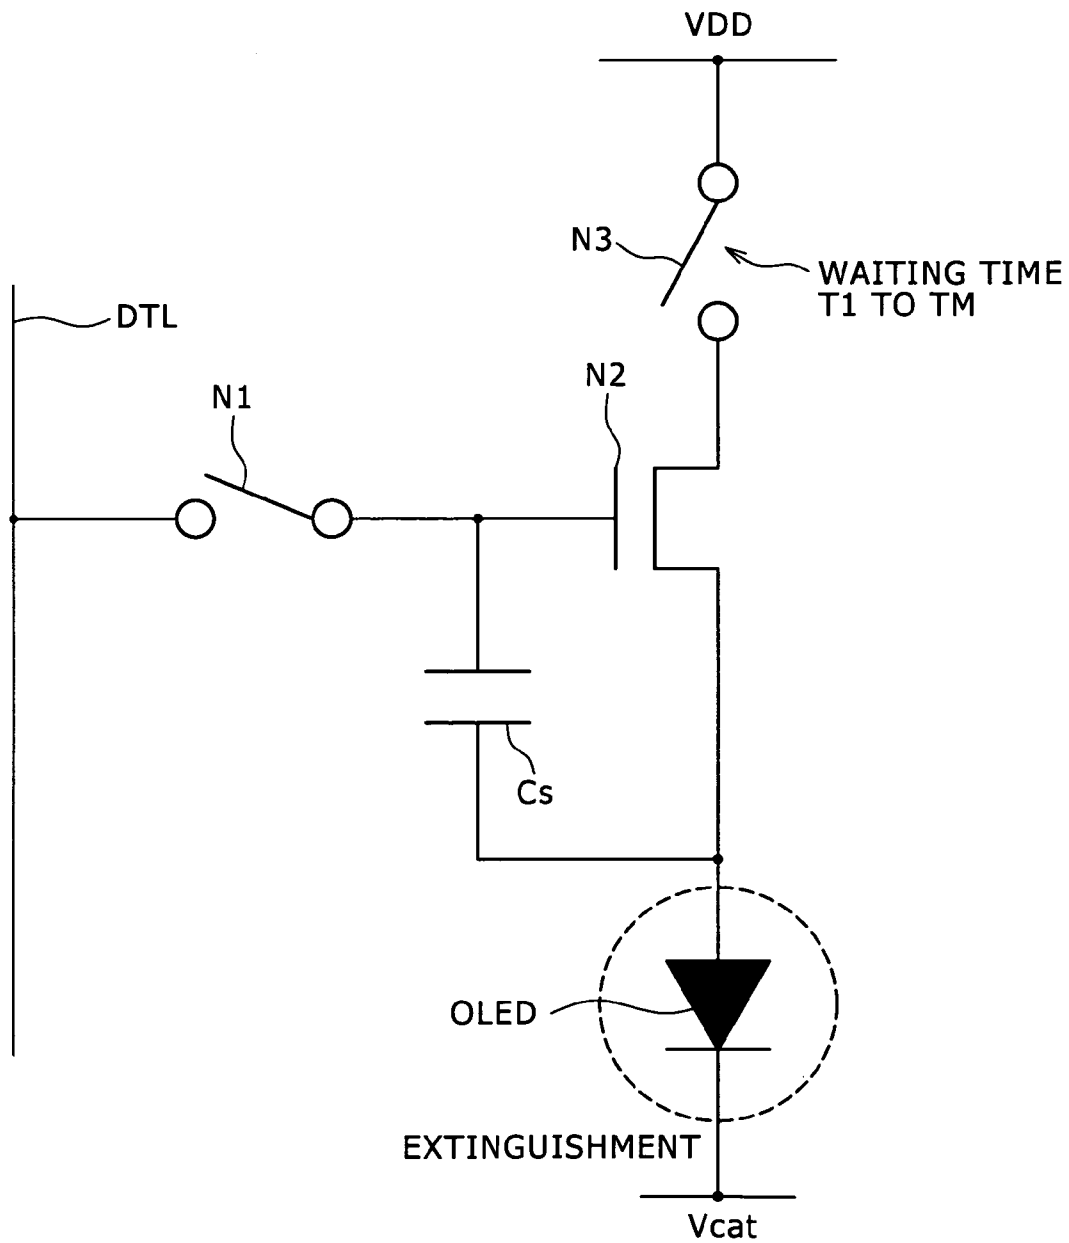 VDD
N3
WAITING TIME
T1 TO TM
DTL
N2
N1
Cs
OLED
EXTINGUISHMENT
Vcat